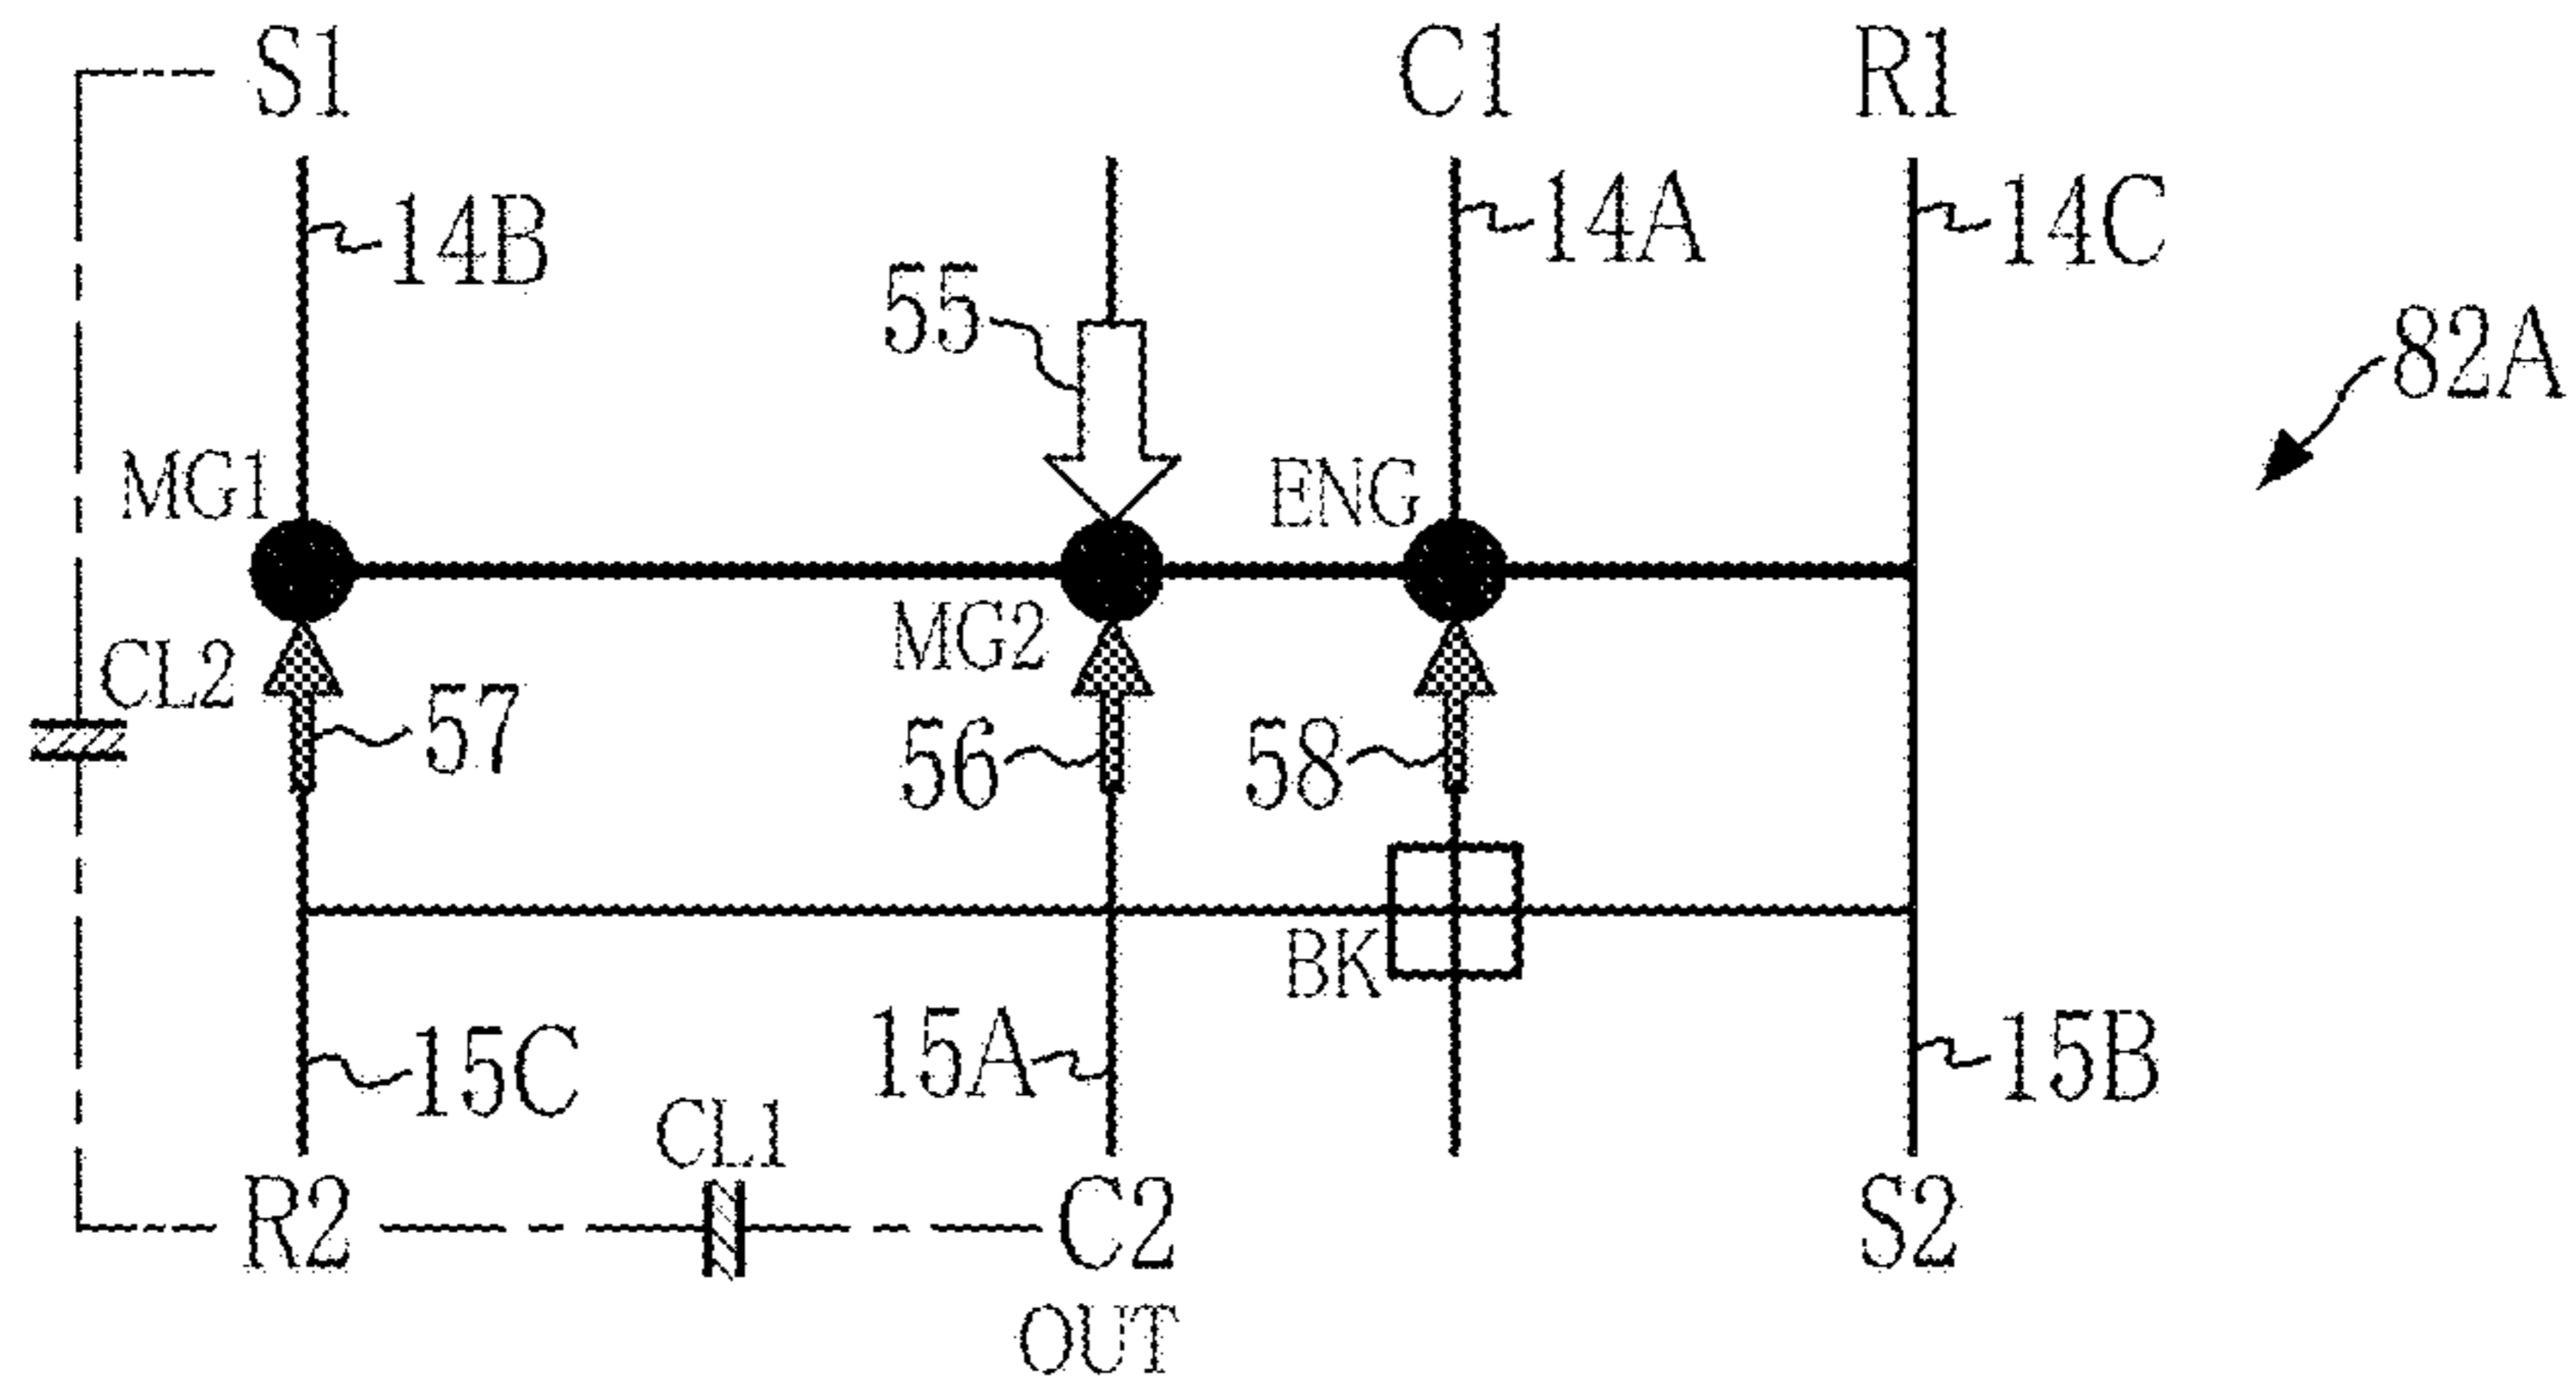 S1 C1 R1
14B 14A 14C
55 82A
MG1 ENG
MG2
CL2
57 56 58
BK
15C 15A 15B
CL1
R2 C2 S2
OUT